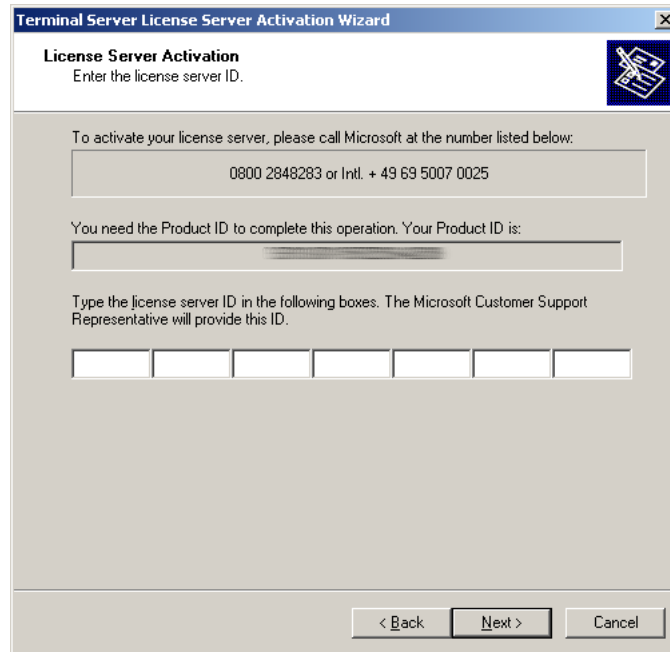 Terminal Server License Server Activation Wizard
License Server Activation
Enter the license server ID.
To activate your license server, please call Microsoft at the number listed below:
0800 2848283 or Intl. + 49 69 5007 0025
You need the Product ID to complete this operation. Your Product ID is:
Type the license server ID in the following boxes. The Microsoft Customer Support
Representative will provide this ID.
< Back Next > Cancel